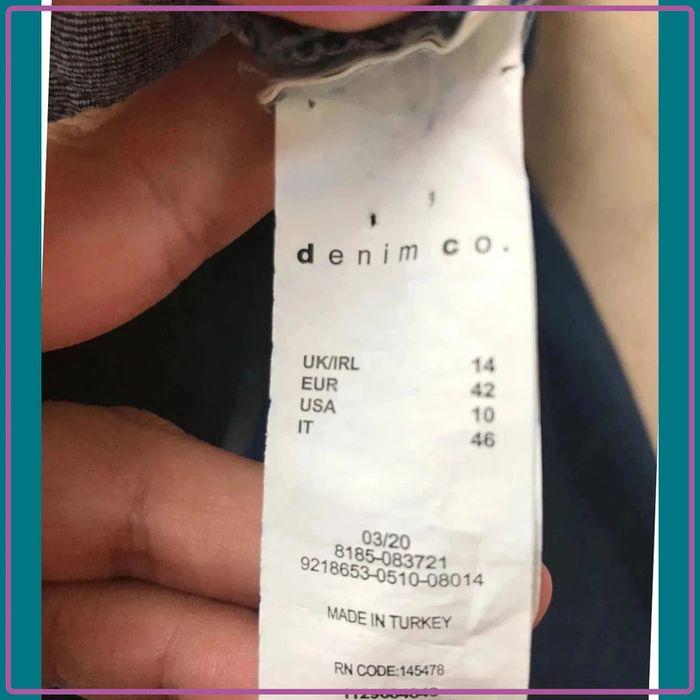 denim co.
UK/IRL 14
EUR 42
USA 10
IT 46
03/20
8185-083721
9218653-0510-08014
MADE IN TURKEY
RN CODE:145478